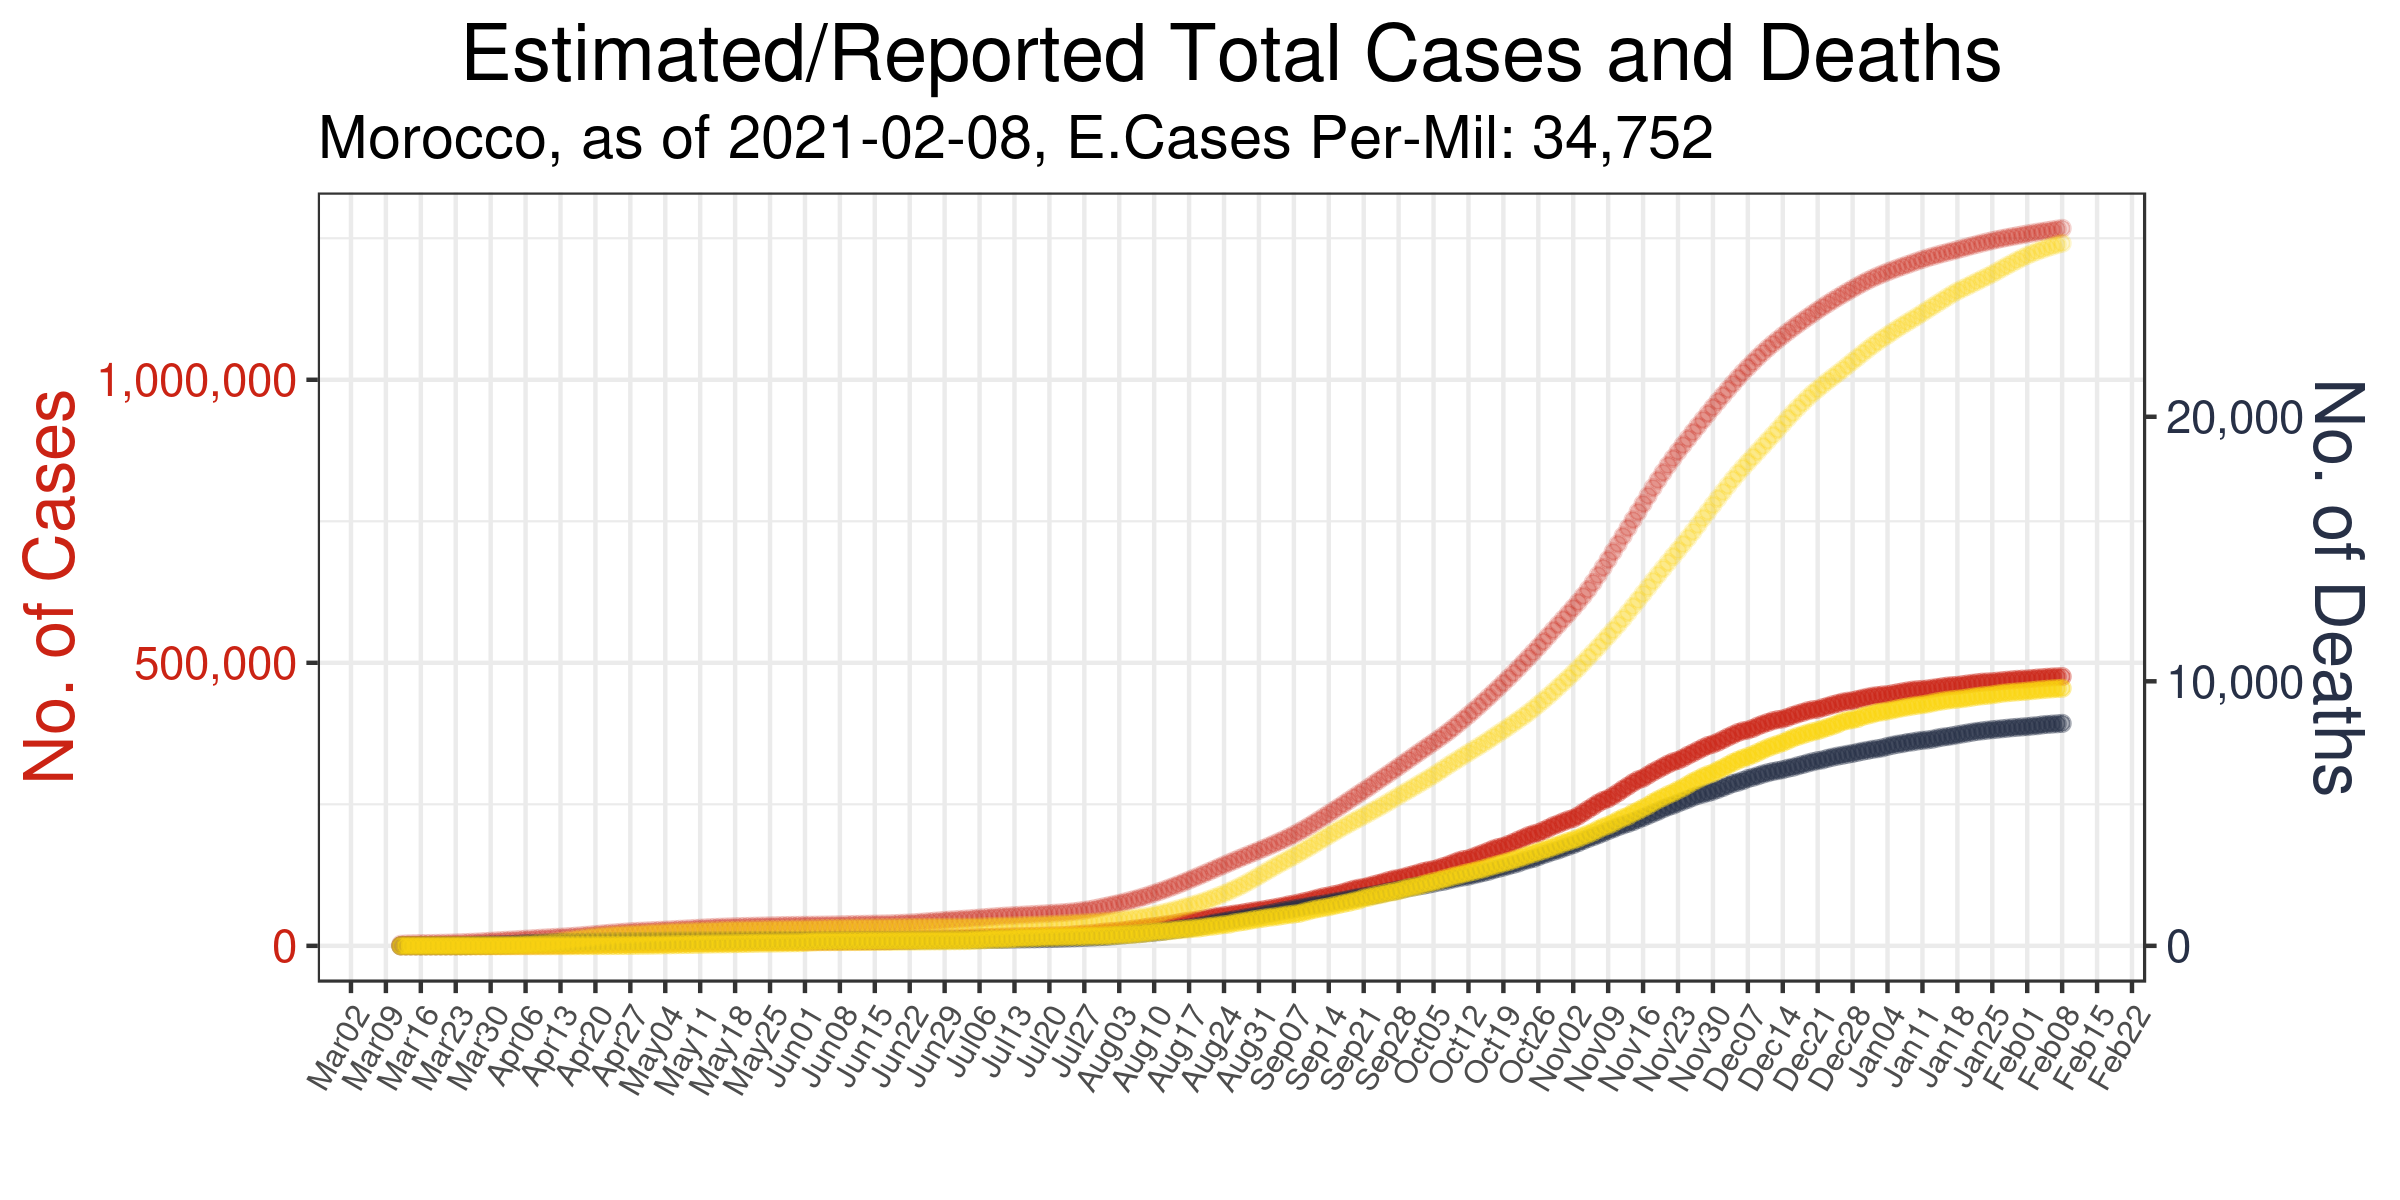 Estimated/Reported Total Cases and Deaths
Morocco, as of 2021-02-08, E.Cases Per-Mil: 34,752
No. of Cases
1,000,000
500,000
0
20,000
10,000
0
No. of Deaths
Mar02
Mar09
Mar16
Mar23
Mar30
Apr06
Apr13
Apr20
Apr27
May04
May11
May18
May25
Jun01
Jun08
Jun15
Jun22
Jun29
Jul06
Jul13
Jul20
Jul27
Aug03
Aug10
Aug17
Aug24
Aug31
Sep07
Sep14
Sep21
Sep28
Oct05
Oct12
Oct19
Oct26
Nov02
Nov09
Nov16
Nov23
Nov30
Dec07
Dec14
Dec21
Dec28
Dec04
Jan11
Jan18
Jan25
Jan25
Feb01
Feb08
Feb15
Feb22